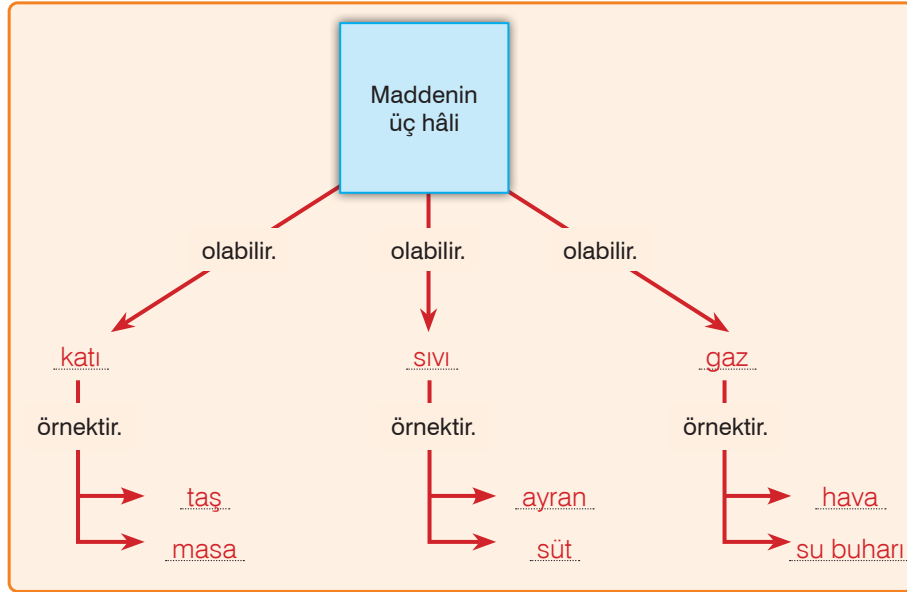 Maddenin
üç hâli
olabilir.
olabilir.
olabilir.
katı
sıvı
gaz
örnektir.
örnektir.
örnektir.
taş
ayran
hava
masa
süt
su buharı